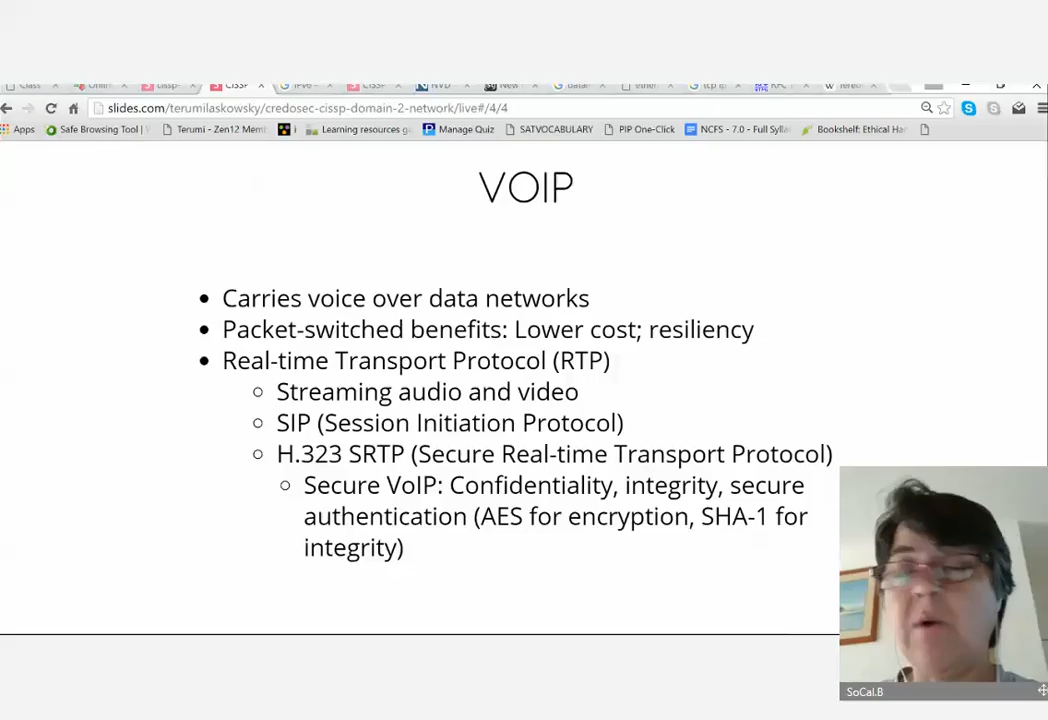 slides.com/terumilaskowsky/credosec-cissp-domain-2-network/live#/4/4
Apps Safe Browsing Tool | Terumi - Zen12 Mem Learning resources Manage Quiz SATVOCABULARY PIP One-Click NCFS - 7.0 - Full Bookshelf: Ethical
VOIP
• Carries voice over data networks
• Packet-switched benefits: Lower cost; resiliency
• Real-time Transport Protocol (RTP)
○ Streaming audio and video
○ SIP (Session Initiation Protocol)
○ H.323 SRTP (Secure Real-time Transport Protocol)
○ Secure VoIP: Confidentiality, integrity, secure
authentication (AES for encryption, SHA-1 for
integrity)
SoCal.B